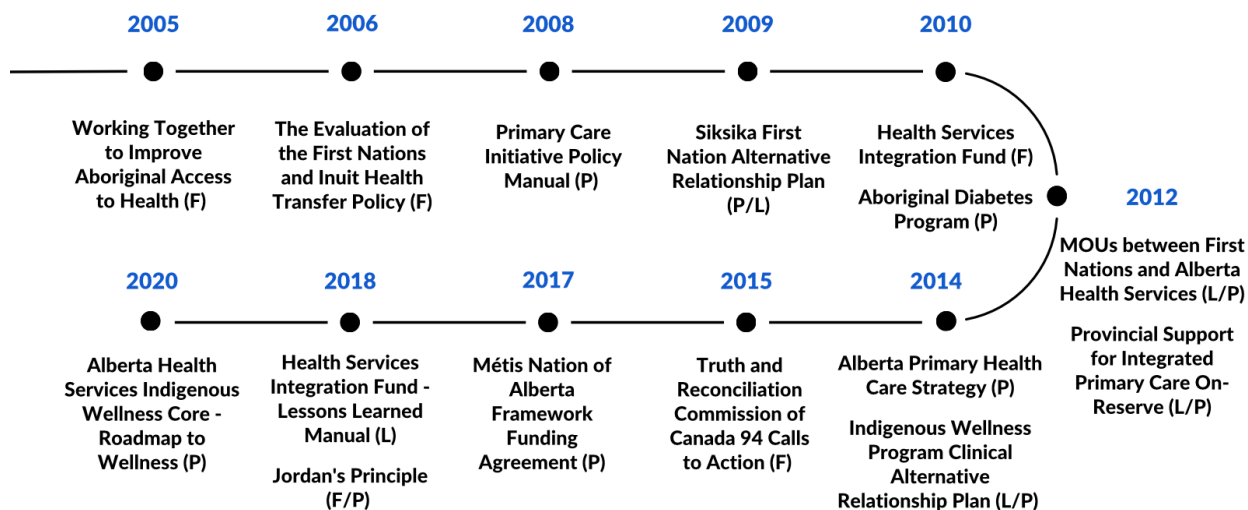 2005
Working Together
to Improve
Aboriginal Access
to Health (F)
2006
The Evaluation of
the First Nations
and Inuit Health
Transfer Policy (F)
2008
Primary Care
Initiative Policy
Manual (P)
2009
Siksika First
Nation Alternative
Relationship Plan
(P/L)
2010
Health Services
Integration Fund (F)
Aboriginal Diabetes
Program (P)
2012
MOUs between First
Nations and Alberta
Health Services (L/P)
Provincial Support
for Integrated
Primary Care On-
Reserve (L/P)
2014
Alberta Primary Health
Care Strategy (P)
Indigenous Wellness
Program Clinical
Alternative
Relationship Plan (L/P)
2015
Truth and
Reconciliation
Commission of
Canada 94 Calls
to Action (F)
2017
Métis Nation of
Alberta
Framework
Funding
Agreement (P)
2018
Health Services
Integration Fund -
Lessons Learned
Manual (L)
Jordan's Principle
(F/P)
2020
Alberta Health
Services Indigenous
Wellness Core -
Roadmap to
Wellness (P)